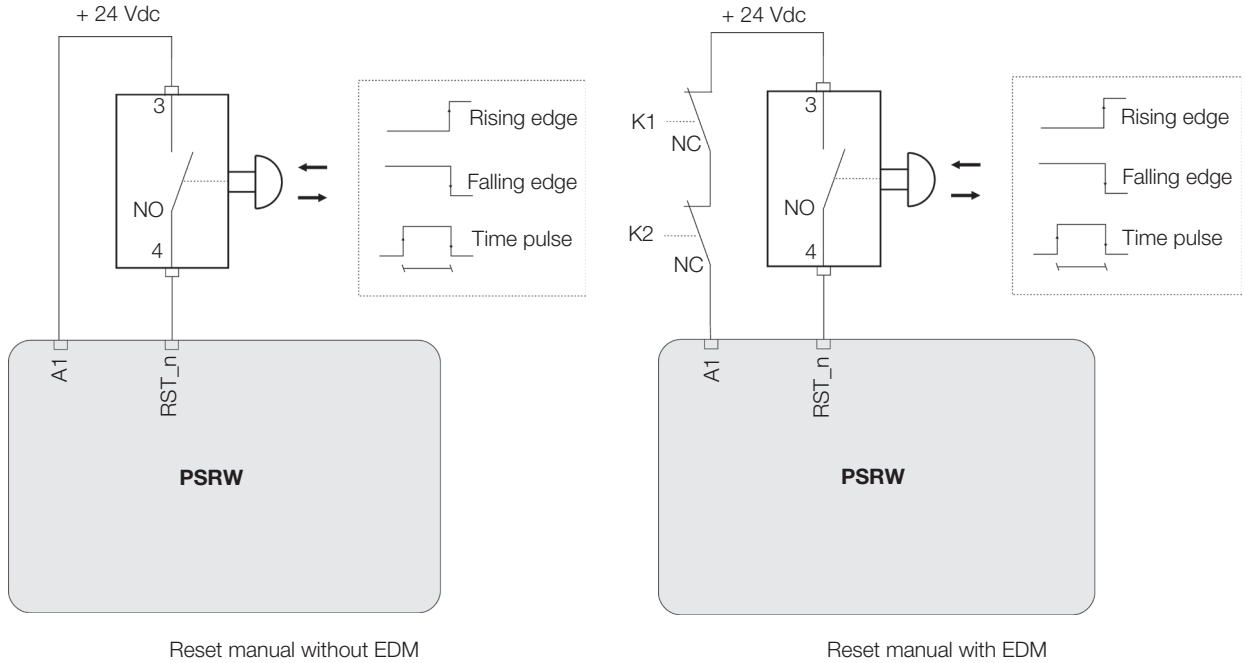 + 24 Vdc
3
NO
4
Rising edge
Falling edge
Time pulse
A1
RST_n
PSRW
Reset manual without EDM
+ 24 Vdc
K1
NC
K2
NC
3
NO
4
Rising edge
Falling edge
Time pulse
A1
RST_n
PSRW
Reset manual with EDM